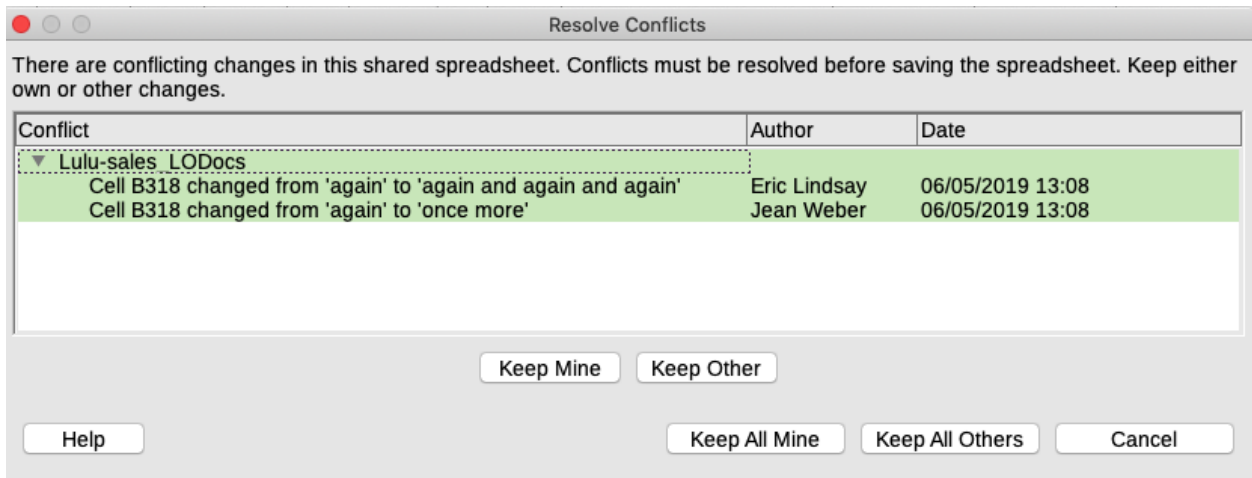 Resolve Conflicts
There are conflicting changes in this shared spreadsheet. Conflicts must be resolved before saving the spreadsheet. Keep either
own or other changes.
Conflict Author Date
Lulu-sales_LODocs
Cell B318 changed from 'again' to 'again and again and again' Eric Lindsay 06/05/2019 13:08
Cell B318 changed from 'again' to 'once more' Jean Weber 06/05/2019 13:08
Keep Mine Keep Other
Help Keep All Mine Keep All Others Cancel